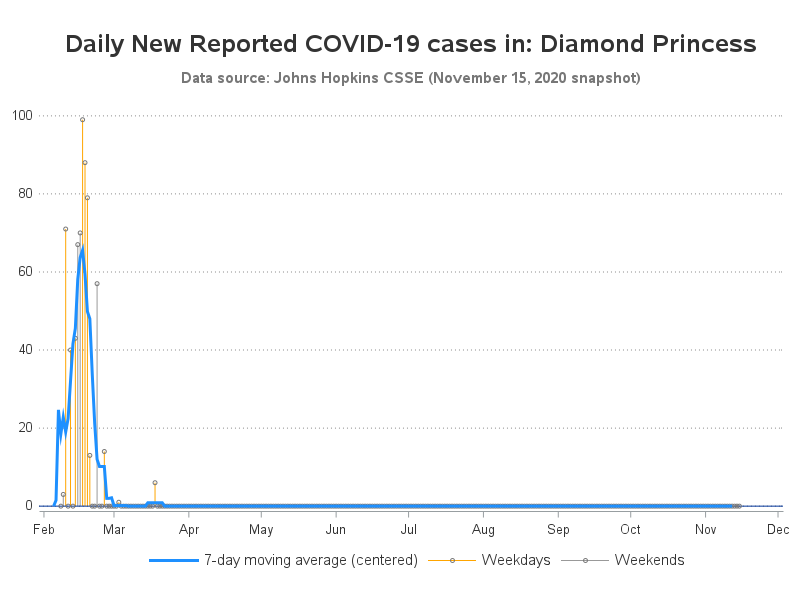 Daily New Reported COVID-19 cases in: Diamond Princess
Data source: Johns Hopkins CSSE (November 15, 2020 snapshot)
100
80
60
40
20
0
Feb Mar Apr May Jun Jul Aug Sep Oct Nov Dec
7-day moving average (centered) Weekdays Weekends